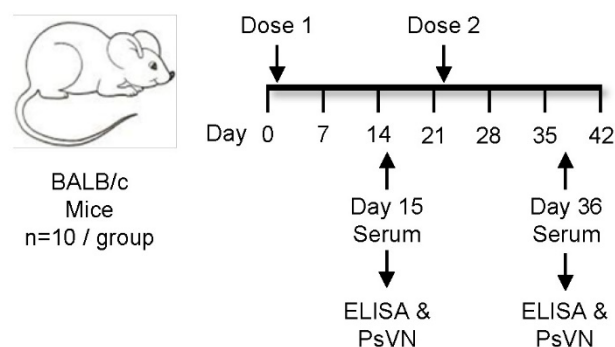 Dose 1
Dose 2
Day
0
7
14
21
28
35
42
BALB/c
Mice
n=10 / group
Day 15
Serum
Day 36
Serum
ELISA &
PsVN
ELISA &
PsVN